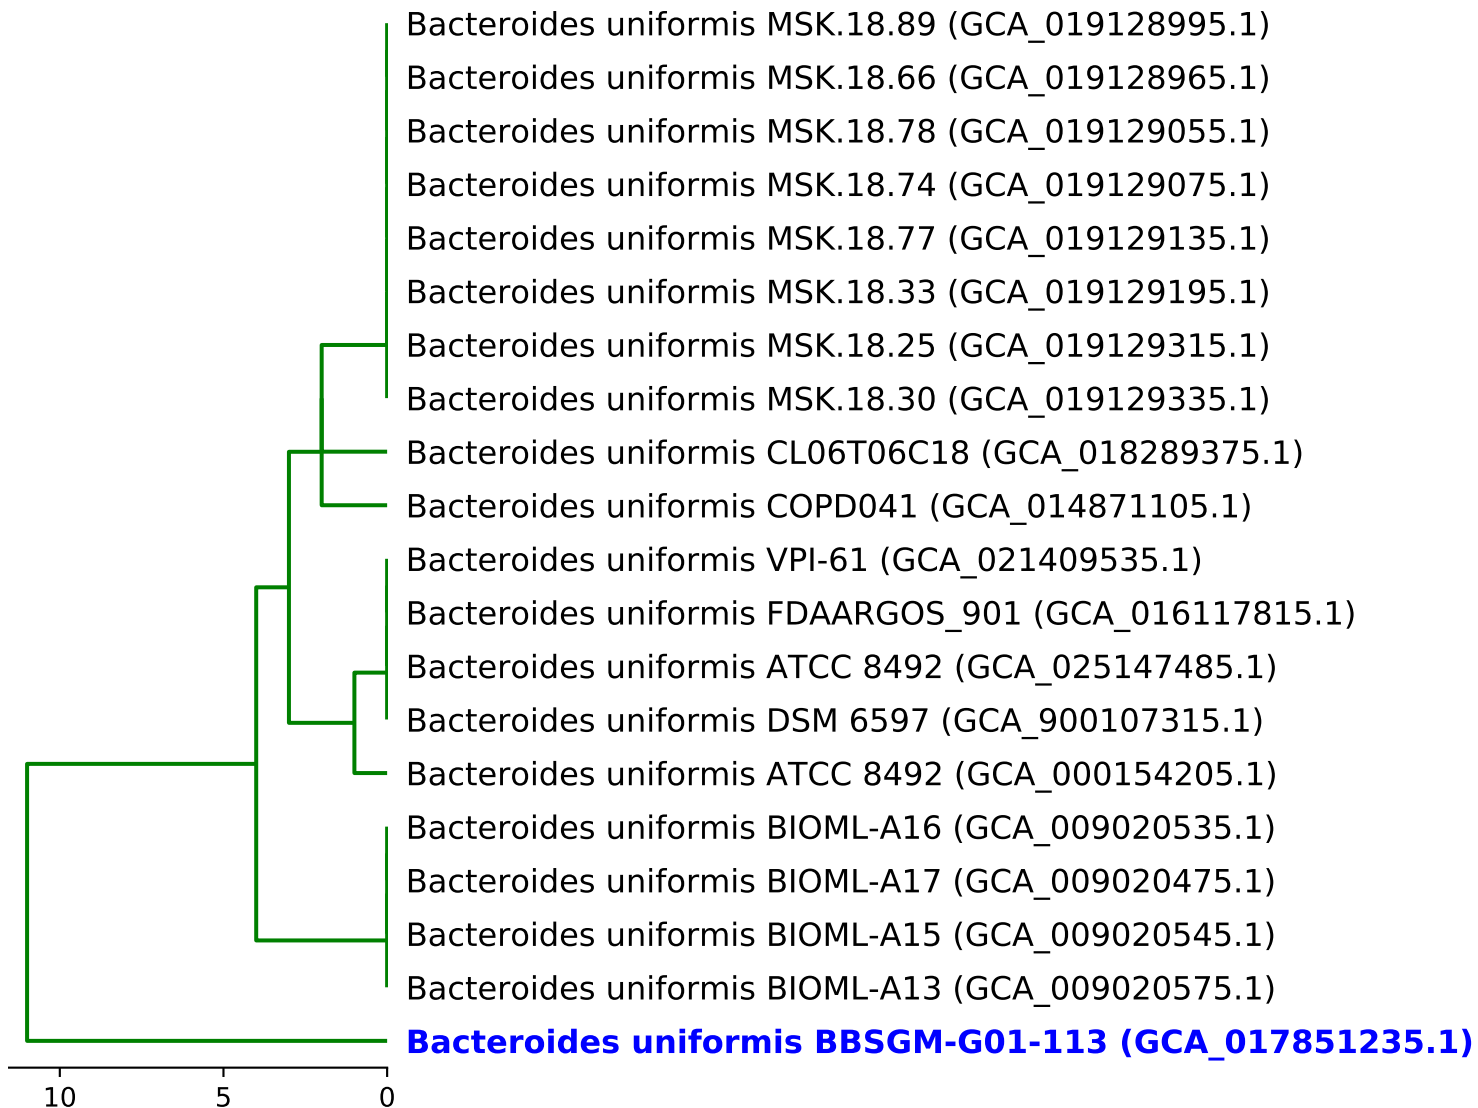 Bacteroides uniformis MSK.18.89 (GCA_019128995.1)
Bacteroides uniformis MSK.18.66 (GCA_019128965.1)
Bacteroides uniformis MSK.18.78 (GCA_019129055.1)
Bacteroides uniformis MSK.18.74 (GCA_019129075.1)
Bacteroides uniformis MSK.18.77 (GCA_019129135.1)
Bacteroides uniformis MSK.18.33 (GCA_019129195.1)
Bacteroides uniformis MSK.18.25 (GCA_019129315.1)
Bacteroides uniformis MSK.18.30 (GCA_019129335.1)
Bacteroides uniformis CL06T06C18 (GCA_018289375.1)
Bacteroides uniformis COPD041 (GCA_014871105.1)
Bacteroides uniformis VPI-61 (GCA_021409535.1)
Bacteroides uniformis FDAARGOS_901 (GCA_016117815.1)
Bacteroides uniformis ATCC 8492 (GCA_025147485.1)
Bacteroides uniformis DSM 6597 (GCA_900107315.1)
Bacteroides uniformis ATCC 8492 (GCA_000154205.1)
Bacteroides uniformis BIOML-A16 (GCA_009020535.1)
Bacteroides uniformis BIOML-A17 (GCA_009020475.1)
Bacteroides uniformis BIOML-A15 (GCA_009020545.1)
Bacteroides uniformis BIOML-A13 (GCA_009020575.1)
Bacteroides uniformis BBSGM-G01-113 (GCA_017851235.1)
10 5 0